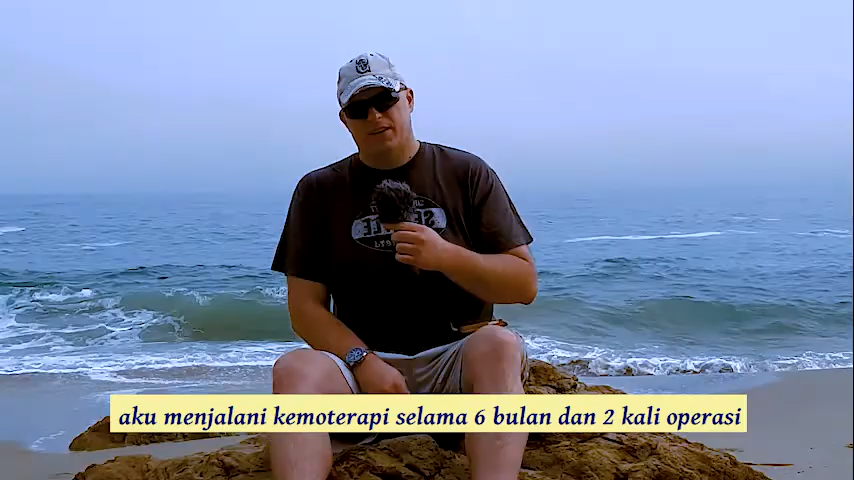 aku menjalani kemoterapi selama 6 bulan dan 2 kali operasi